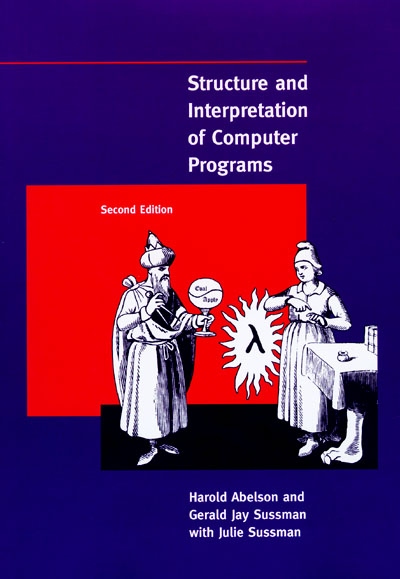 Structure and
Interpretation
of Computer
Programs
Second Edition
Eval
Apply
λ
Harold Abelson and
Gerald Jay Sussman
with Julie Sussman